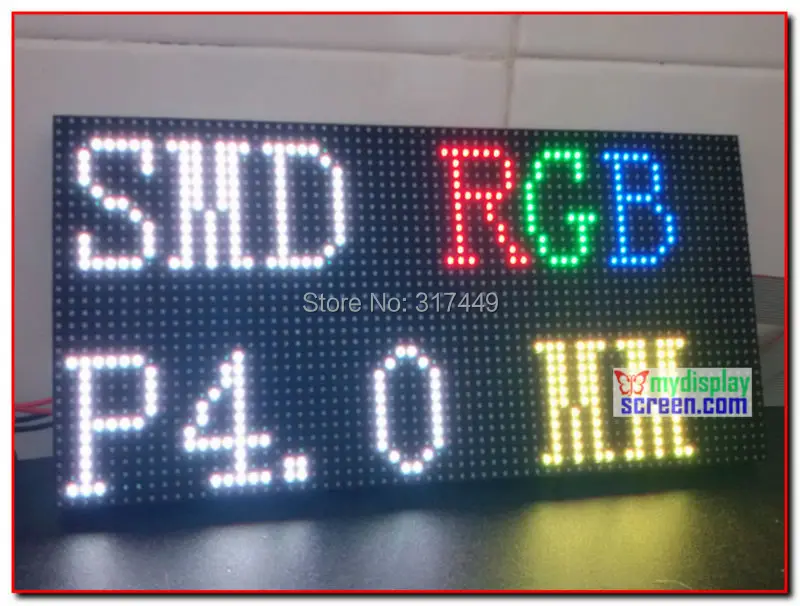 SMD RGB
Store No: 317449
P4.0 MM
mydisplay
screen.com